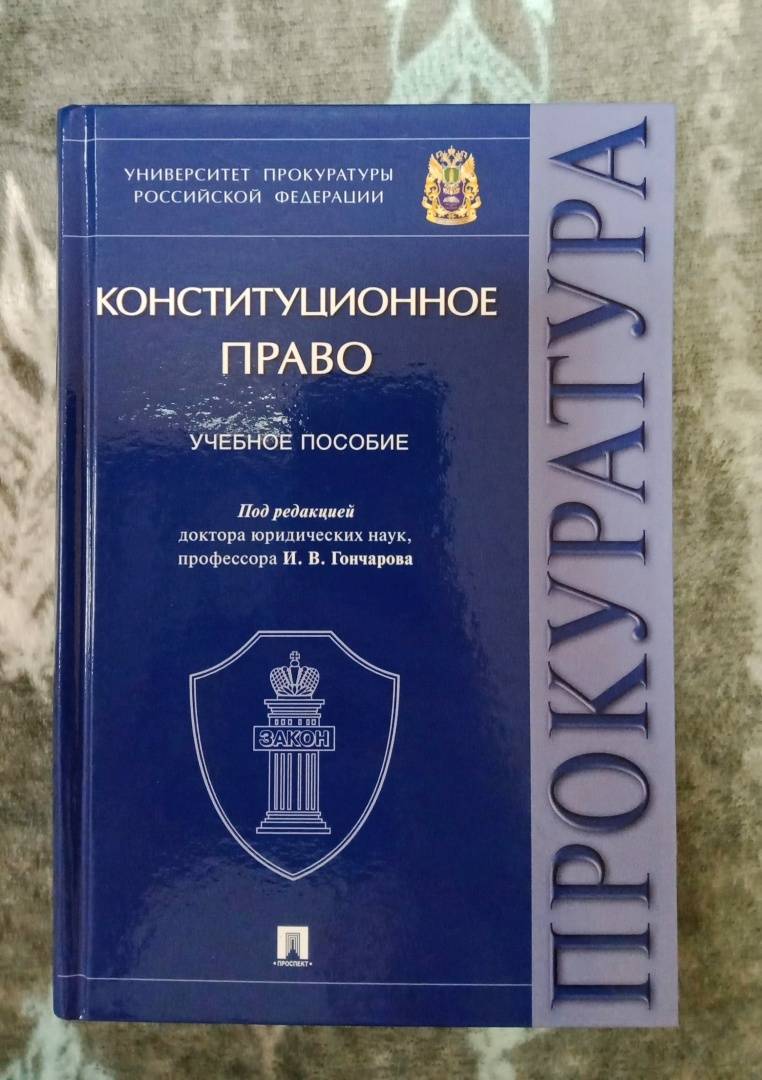 УНИВЕРСИТЕТ ПРОКУРАТУРЫ
РОССИЙСКОЙ ФЕДЕРАЦИИ
КОНСТИТУЦИОННОЕ
ПРАВО
УЧЕБНОЕ ПОСОБИЕ
Под редакцией
доктора юридических наук,
профессора И. В. Гончарова
ЗАКОН
•ПРОСПЕКТ•
ПРОКУРАТУРА